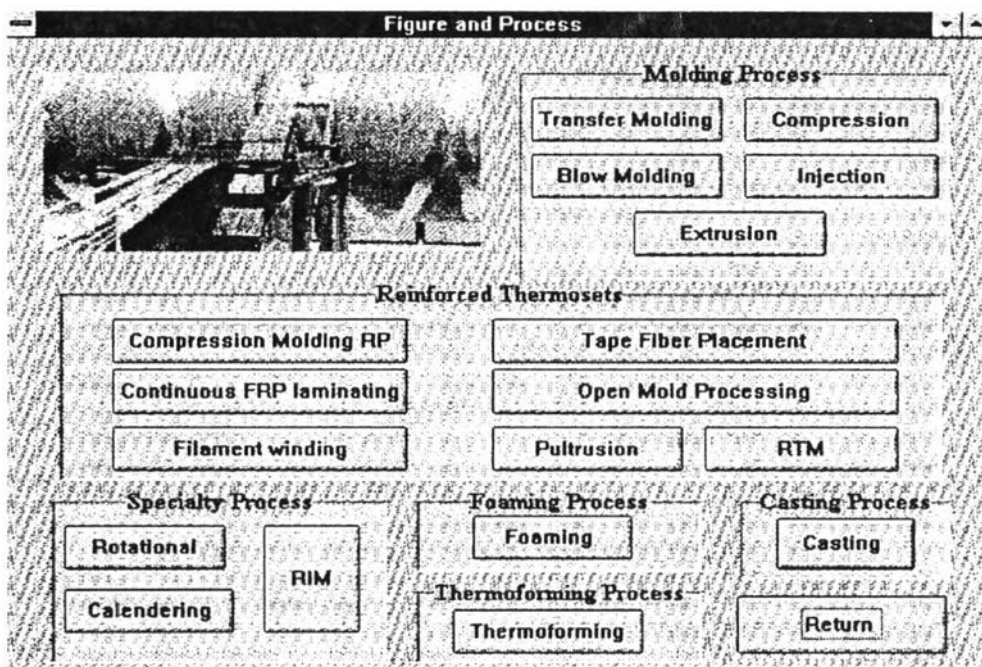 Figure and Process
Molding Process
Transfer Molding
Compression
Blow Molding
Injection
Extrusion
Reinforced Thermosets
Compression Molding RP
Tape Fiber Placement
Continuous FRP laminating
Open Mold Processing
Filament winding
Pultrusion
RTM
Specialty Process
Rotational
RIM
Calendering
Foaming Process
Foaming
Casting Process
Casting
Thermoforming Process
Thermoforming
Return